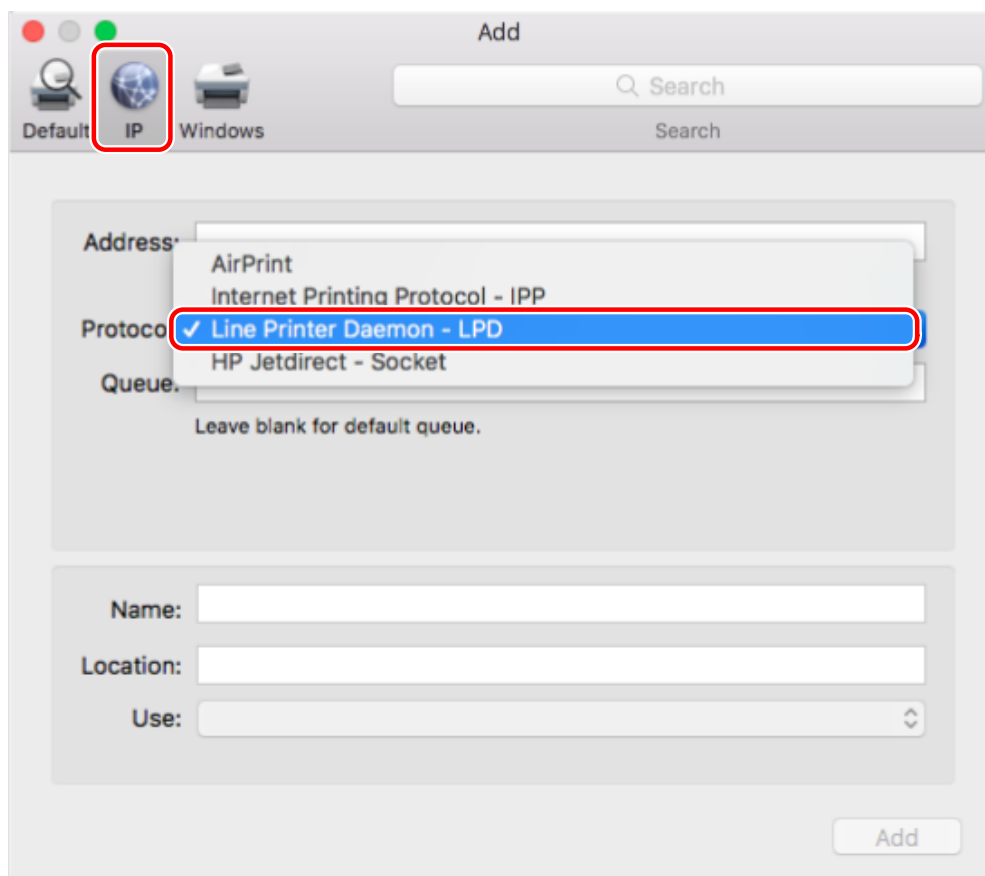 Add
Search
Default IP Windows Search
Address:
AirPrint
Internet Printing Protocol - IPP
Protoco ✓ Line Printer Daemon - LPD
HP Jetdirect - Socket
Queue:
Leave blank for default queue.
Name:
Location:
Use:
Add